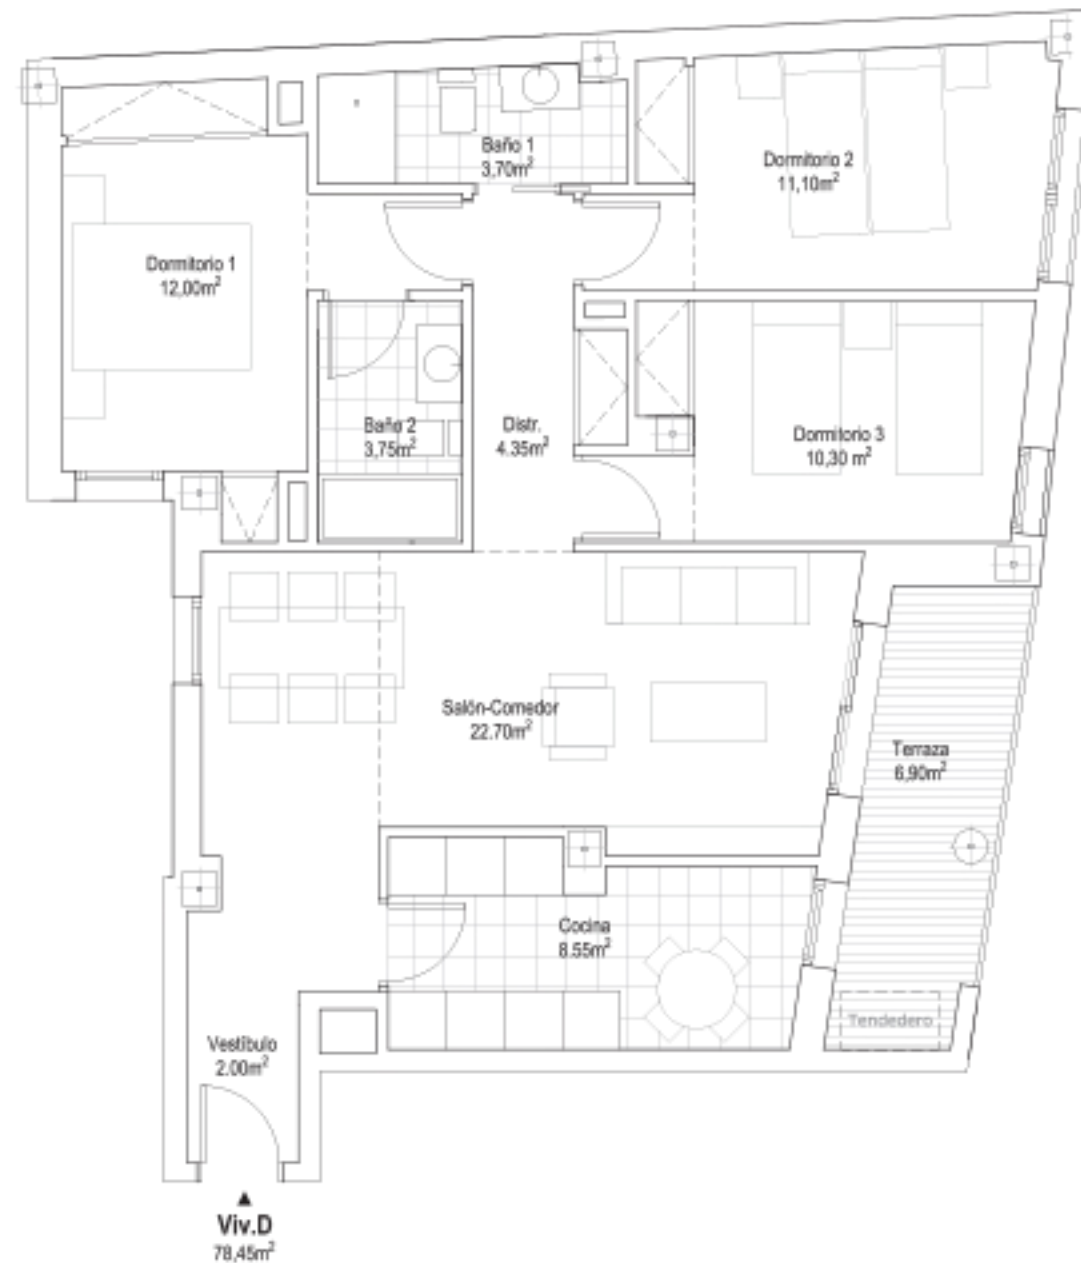 Baño 1
3,70m²
Dormitorio 2
11,10m²
Dormitorio 1
12,00m²
Baño 2
3,75m²
Distr.
4.35m²
Dormitorio 3
10,30 m²
Salón-Comedor
22.70m²
Terraza
6,90m²
Cocina
8.55m²
Tendedero
Vestíbulo
2.00m²
Viv.D
78,45m²